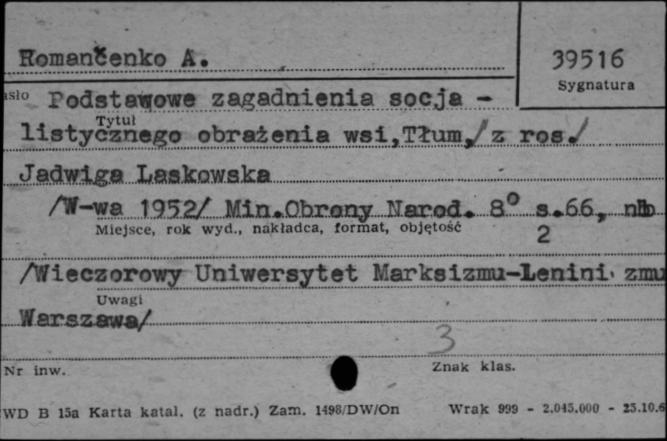 Romančenko A.
39516
Sygnatura
asło Podstawowe zagadnienia socja -
Tytuł
listycznego obrażenia wsi, Tłum, / z ros./
Jadwiga Laskowska
/W-wa 1952/ Min.Obrony Narod. 8° s.66, nlb
Miejsce, rok wyd., nakładca, format, objętość
2
/Wieczorowy Uniwersytet Marksizmu-Lenini zmu
Uwagi
Warszawa/
3
Nr inw.
Znak klas.
WD B 15a Karta katal. (z nadr.) Zam. 1498/DW/On Wrak 999 - 2.045.000 - 25.10.6